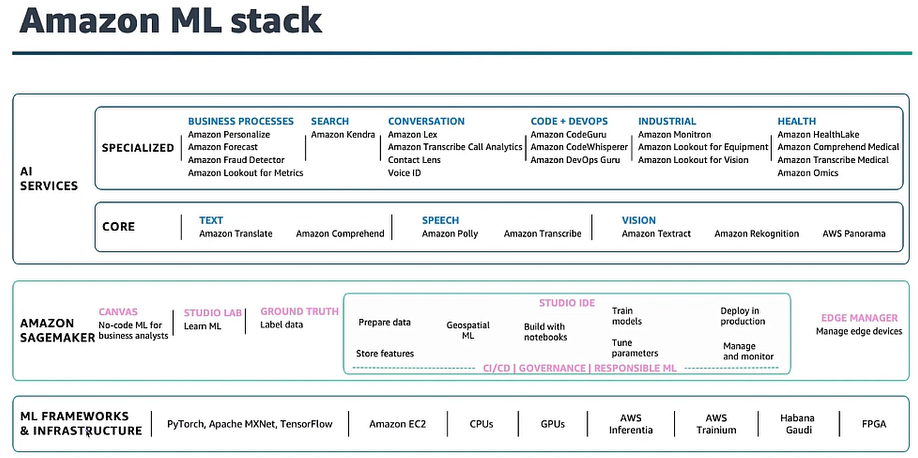 Amazon ML stack
AI
SERVICES
SPECIALIZED
BUSINESS PROCESSES
Amazon Personalize
Amazon Forecast
Amazon Fraud Detector
Amazon Lookout for Metrics
SEARCH
Amazon Kendra
CONVERSATION
Amazon Lex
Amazon Transcribe Call Analytics
Contact Lens
Voice ID
CODE + DEVOPS
Amazon CodeGuru
Amazon CodeWhisperer
Amazon DevOps Guru
INDUSTRIAL
Amazon Monitron
Amazon Lookout for Equipment
Amazon Lookout for Vision
HEALTH
Amazon HealthLake
Amazon Comprehend Medical
Amazon Transcribe Medical
Amazon Omics
CORE
TEXT
Amazon Translate
Amazon Comprehend
SPEECH
Amazon Polly
Amazon Transcribe
VISION
Amazon Textract
Amazon Rekognition
AWS Panorama
AMAZON
SAGEMAKER
CANVAS
No-code ML for
business analysts
STUDIO LAB
Learn ML
GROUND TRUTH
Label data
STUDIO IDE
Prepare data
Store features
Geospatial
ML
Build with
notebooks
Train
models
Tune
parameters
Deploy in
production
Manage
and monitor
CI/CD | GOVERNANCE | RESPONSIBLE ML
EDGE MANAGER
Manage edge devices
ML FRAMEWORKS
& INFRASTRUCTURE
PyTorch, Apache MXNet, TensorFlow
Amazon EC2
CPUs
GPUs
AWS
Inferentia
AWS
Trainium
Habana
Gaudi
FPGA